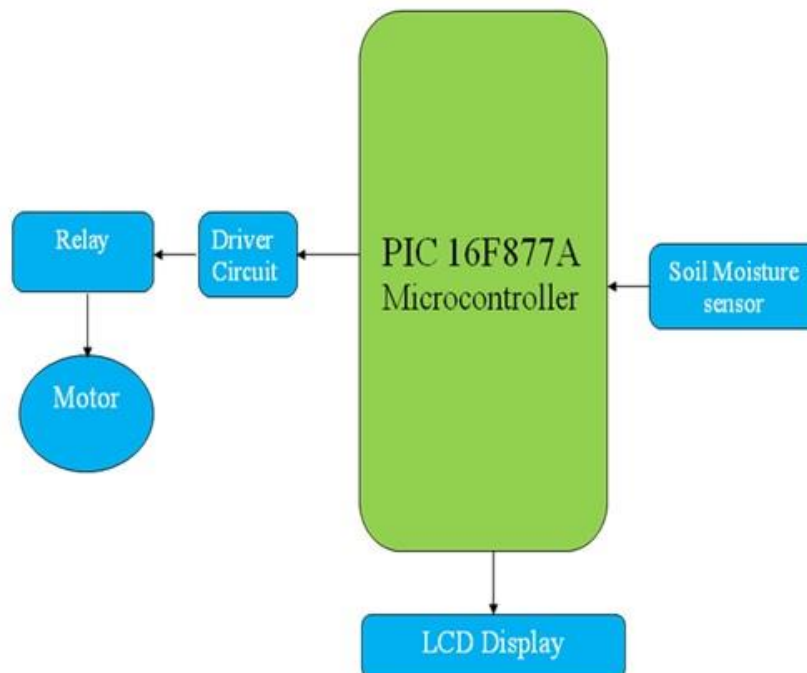 PIC 16F877A
Microcontroller
Relay
Driver
Circuit
Soil Moisture
sensor
Motor
LCD Display